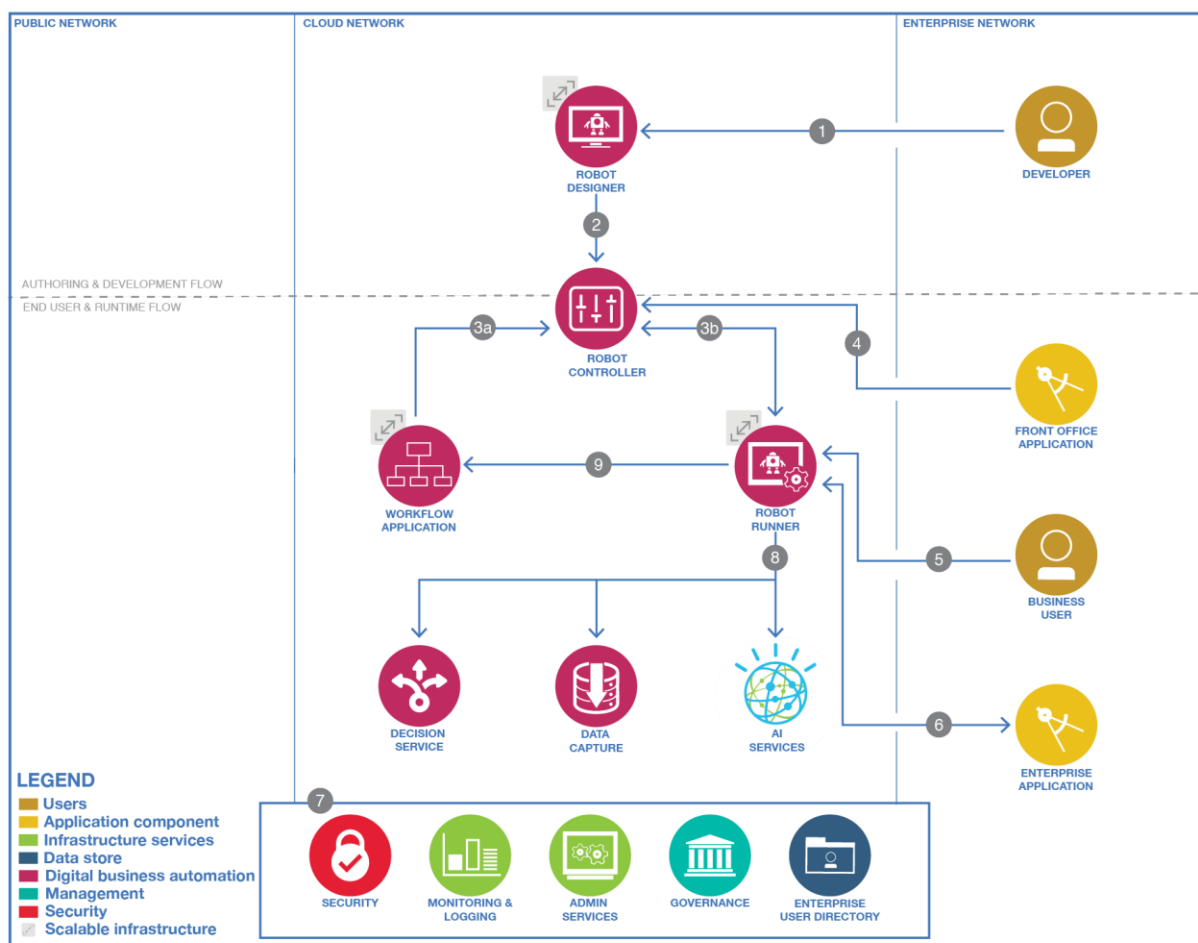 PUBLIC NETWORK
CLOUD NETWORK
ENTERPRISE NETWORK
1
ROBOT
DESIGNER
DEVELOPER
2
AUTHORING & DEVELOPMENT FLOW
END USER & RUNTIME FLOW
3a
3b
4
ROBOT
CONTROLLER
FRONT OFFICE
APPLICATION
9
WORKFLOW
APPLICATION
ROBOT
RUNNER
8
5
BUSINESS
USER
DECISION
SERVICE
DATA
CAPTURE
AI
SERVICES
6
ENTERPRISE
APPLICATION
LEGEND
Users
Application component
Infrastructure services
Data store
Digital business automation
Management
Security
Scalable infrastructure
7
SECURITY
MONITORING &
LOGGING
ADMIN
SERVICES
GOVERNANCE
ENTERPRISE
USER DIRECTORY